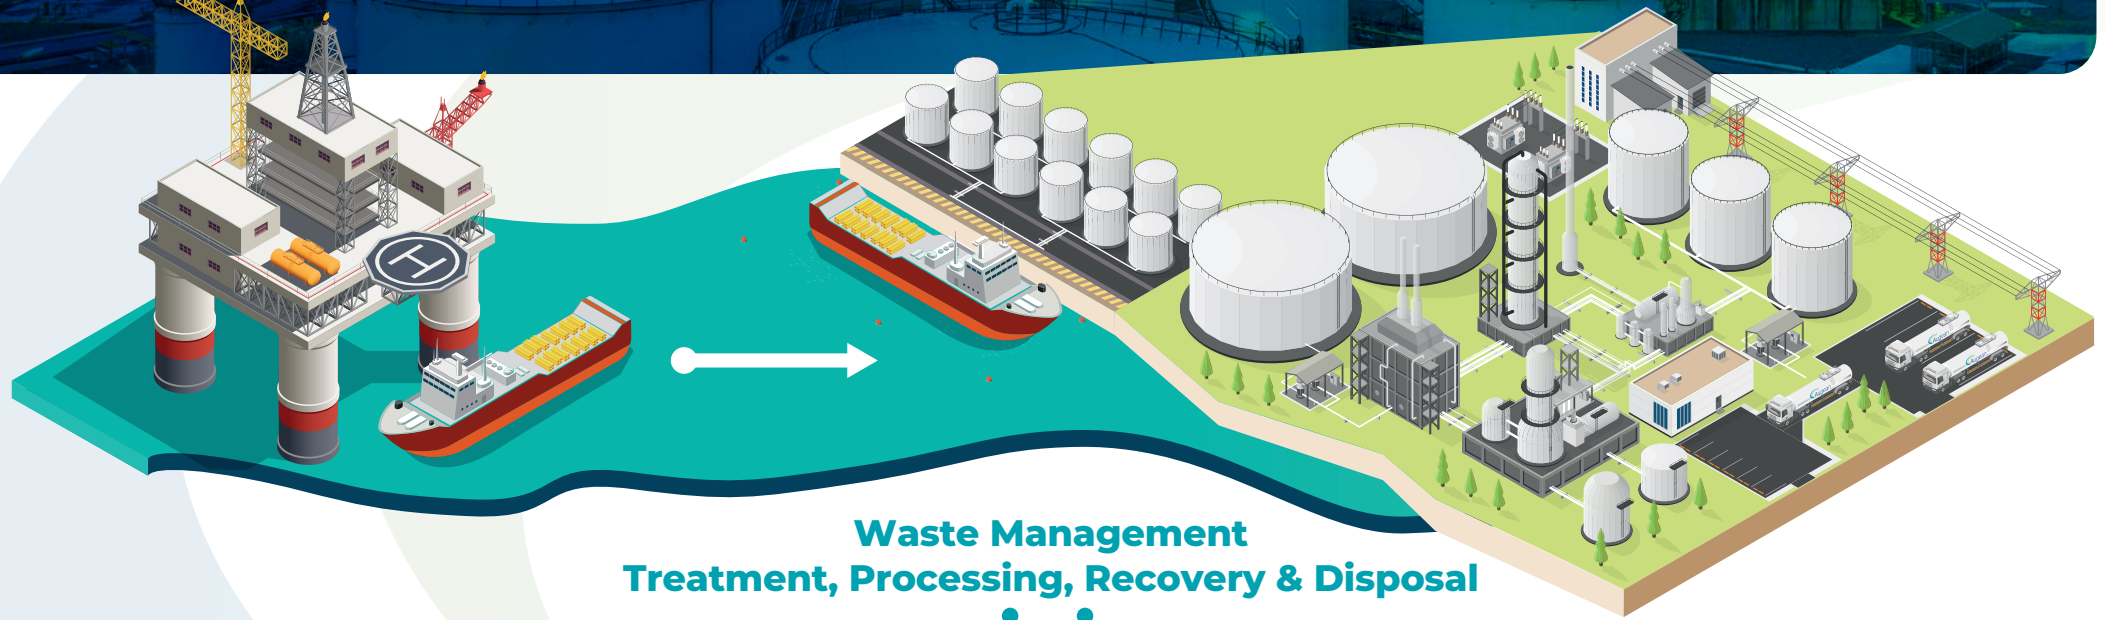 H
Waste Management
Treatment, Processing, Recovery & Disposal